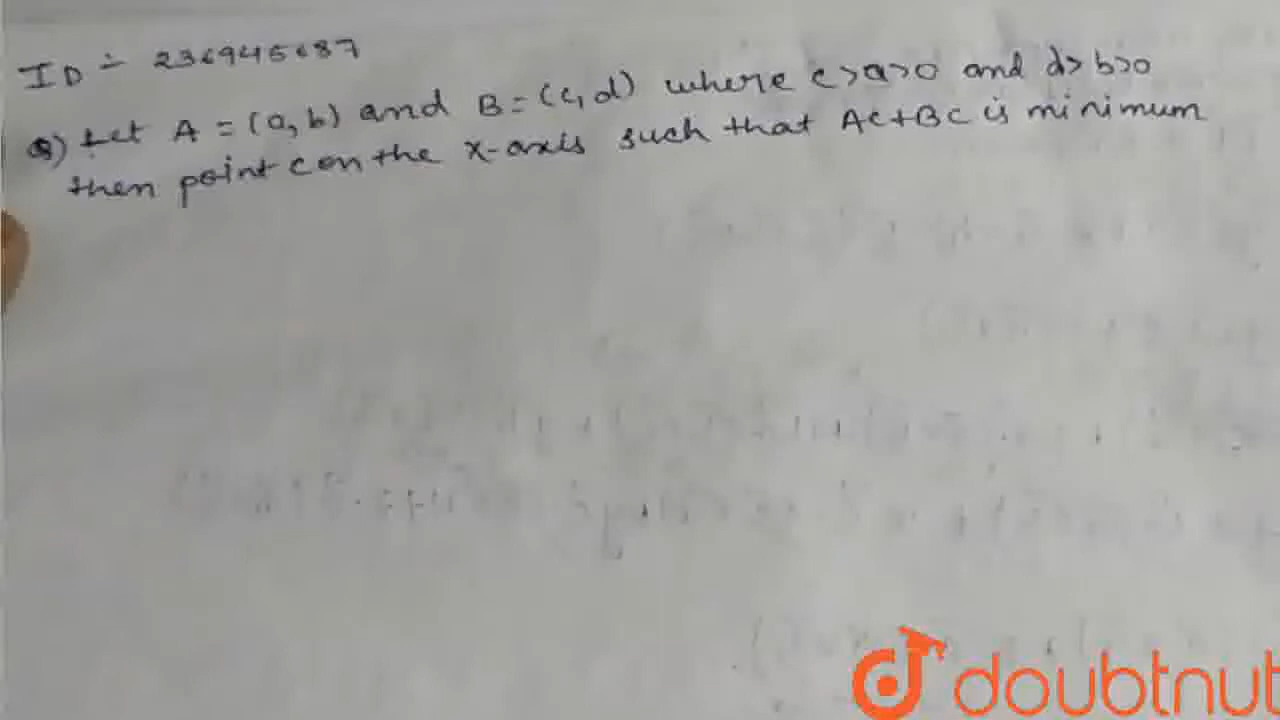 ID = 236945687
Q) Let A = (a, b) and B = (c, d) where c > a > 0 and d > b > 0
then point c on the x-axis such that AC + BC is minimum
doubtnut